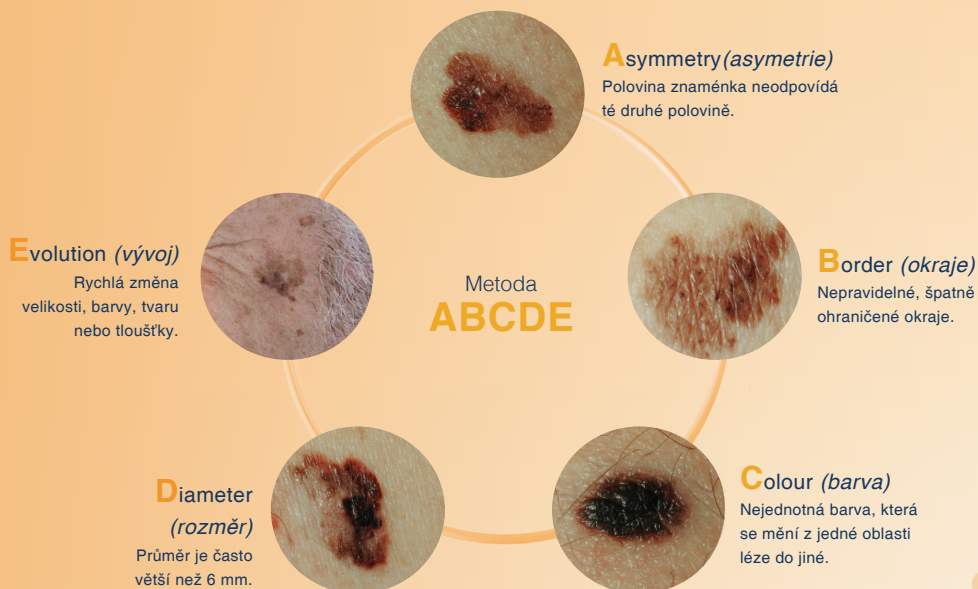 Asymmetry(asymetrie)
Polovina znaménka neodpovídá
té druhé polovině.
Border (okraje)
Nepravidelné, špatně
ohraničené okraje.
Colour (barva)
Nejednotná barva, která
se mění z jedné oblasti
léze do jiné.
Diameter
(rozměr)
Průměr je často
větší než 6 mm.
Evolution (vývoj)
Rychlá změna
velikosti, barvy, tvaru
nebo tloušťky.
Metoda
ABCDE